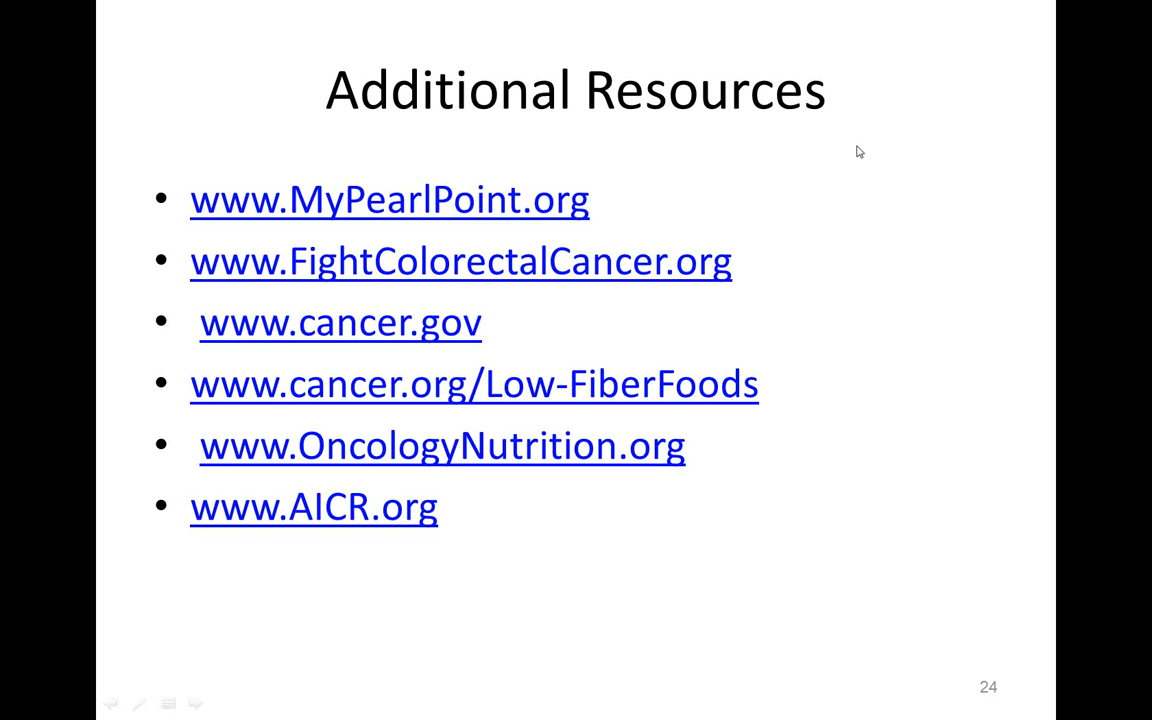 Additional Resources
• www.MyPearlPoint.org
• www.FightColorectalCancer.org
• www.cancer.gov
• www.cancer.org/Low-FiberFoods
• www.OncologyNutrition.org
• www.AICR.org
24